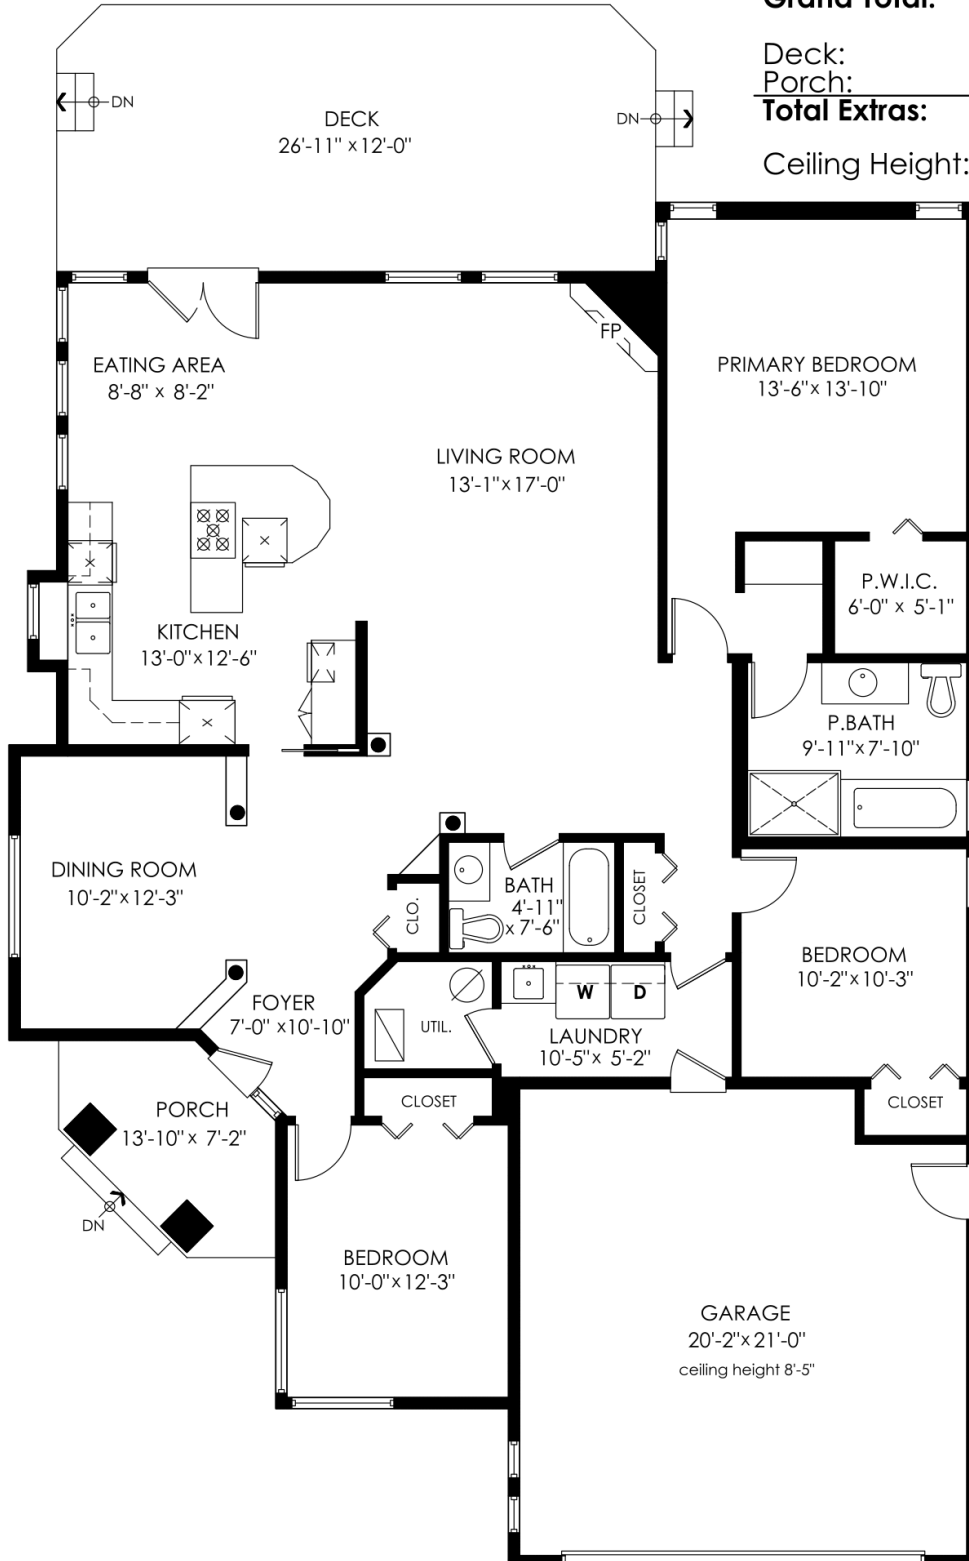 Grand Total:
Deck:
Porch:
Total Extras:
Ceiling Height:
DN
DECK
26'-11" x 12'-0"
DN
FP
EATING AREA
8'-8" x 8'-2"
PRIMARY BEDROOM
13'-6" x 13'-10"
LIVING ROOM
13'-1" x 17'-0"
P.W.I.C.
6'-0" x 5'-1"
KITCHEN
13'-0" x 12'-6"
P.BATH
9'-11" x 7'-10"
DINING ROOM
10'-2" x 12'-3"
CLO.
BATH
4'-11"
x 7'-6"
CLOSET
BEDROOM
10'-2" x 10'-3"
FOYER
7'-0" x 10'-10"
UTIL.
W
D
LAUNDRY
10'-5" x 5'-2"
PORCH
13'-10" x 7'-2"
CLOSET
CLOSET
DN
BEDROOM
10'-0" x 12'-3"
GARAGE
20'-2" x 21'-0"
ceiling height 8'-5"